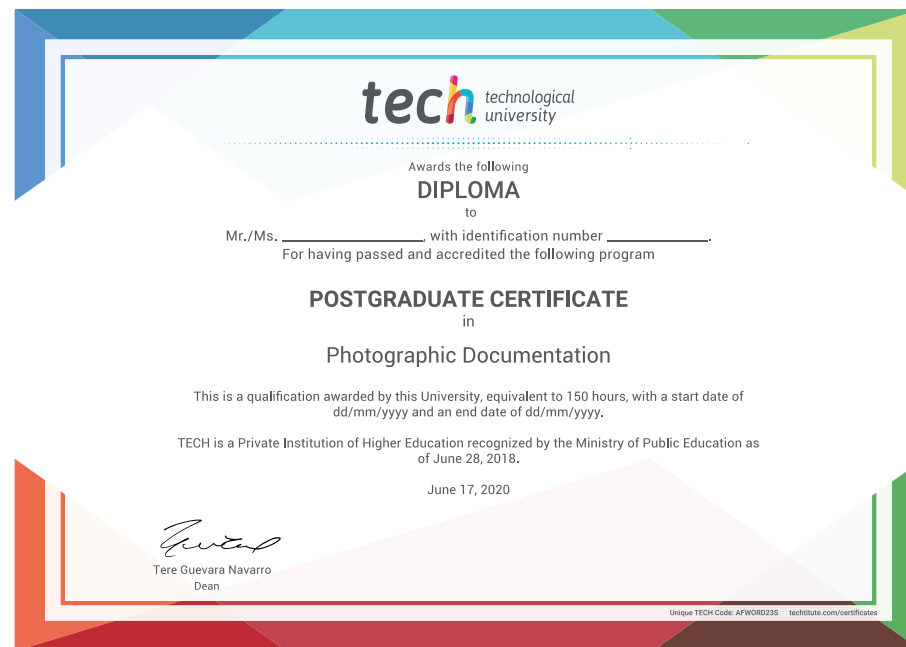 tech technological
university
Awards the following
DIPLOMA
to
Mr./Ms. ____________________, with identification number ______________.
For having passed and accredited the following program
POSTGRADUATE CERTIFICATE
in
Photographic Documentation
This is a qualification awarded by this University, equivalent to 150 hours, with a start date of
dd/mm/yyyy and an end date of dd/mm/yyyy.
TECH is a Private Institution of Higher Education recognized by the Ministry of Public Education as
of June 28, 2018.
June 17, 2020
Tere Guevara Navarro
Dean
Unique TECH Code: AFWORD23S techtitute.com/certificates